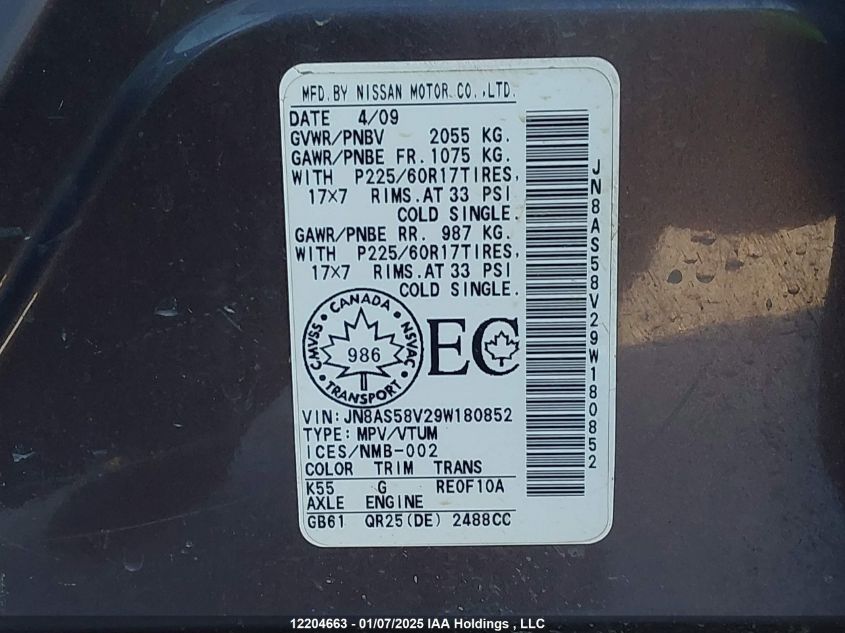 MFD. BY NISSAN MOTOR CO., LTD.
DATE 4/09
GVWR/PNBV 2055 KG.
GAWR/PNBE FR. 1075 KG.
WITH P225/60R17TIRES,
17×7 RIMS. AT 33 PSI
COLD SINGLE.
GAWR/PNBE RR. 987 KG.
WITH P225/60R17TIRES,
17×7 RIMS. AT 33 PSI
COLD SINGLE.
CANADA
CMVSS • NSVAC
986
TRANSPORT
EC
VIN: JN8AS58V29W180852
TYPE: MPV/VTUM
ICES/NMB-002
COLOR TRIM TRANS
K55 G RE0F10A
AXLE ENGINE
GB61 QR25(DE) 2488CC
JN8AS58V29W180852
12204663 - 01/07/2025 IAA Holdings , LLC